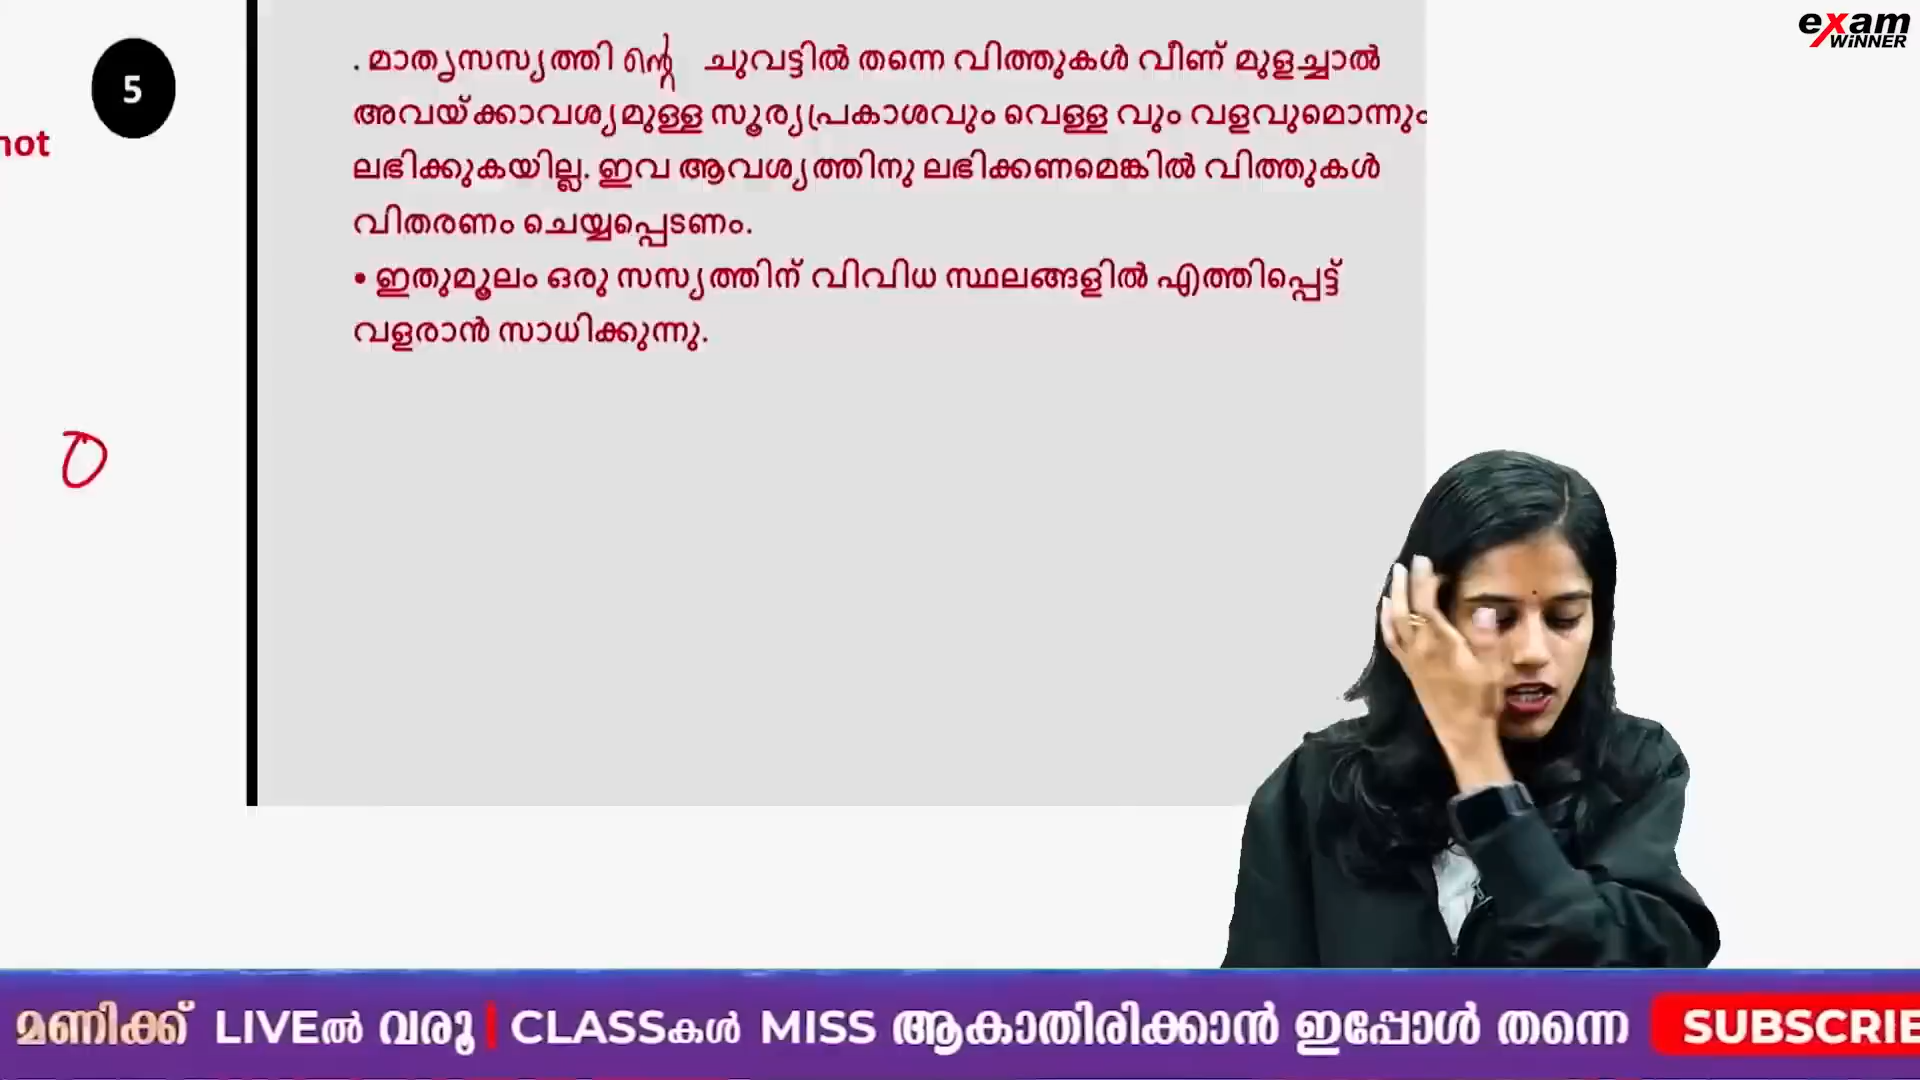 exam
WiNNER
5
not
. മാതൃസസ്യത്തി ന്റെ ചുവട്ടിൽ തന്നെ വിത്തുകൾ വീണ് മുളച്ചാൽ
അവയ്ക്കാവശ്യമുള്ള സൂര്യപ്രകാശവും വെള്ള വും വളവുമൊന്നും
ലഭിക്കുകയില്ല. ഇവ ആവശ്യത്തിനു ലഭിക്കണമെങ്കിൽ വിത്തുകൾ
വിതരണം ചെയ്യപ്പെടണം.
• ഇതുമൂലം ഒരു സസ്യത്തിന് വിവിധ സ്ഥലങ്ങളിൽ എത്തിപ്പെട്ട്
വളരാൻ സാധിക്കുന്നു.
മണിക്ക് LIVEൽ വരൂ | CLASSകൾ MISS ആകാതിരിക്കാൻ ഇപ്പോൾ തന്നെ SUBSCRIE